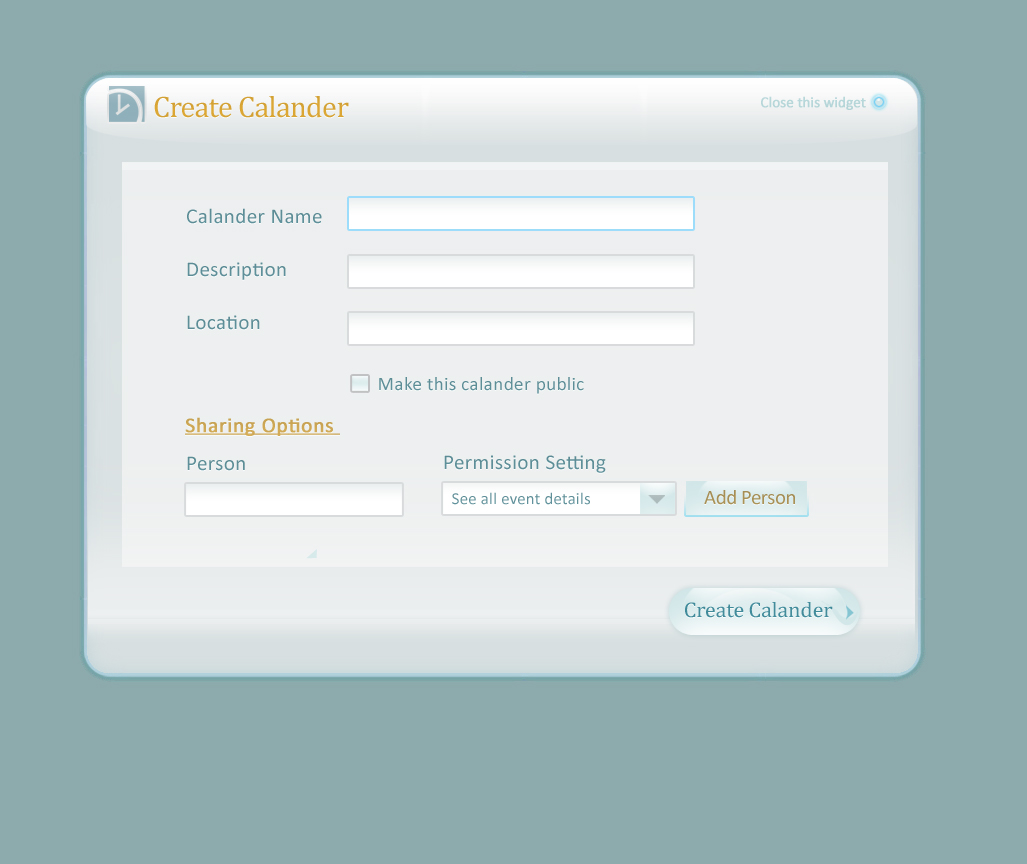 Create Calander
Close this widget
Calander Name
Description
Location
Make this calander public
Sharing Options
Person
Permission Setting
See all event details
Add Person
Create Calander